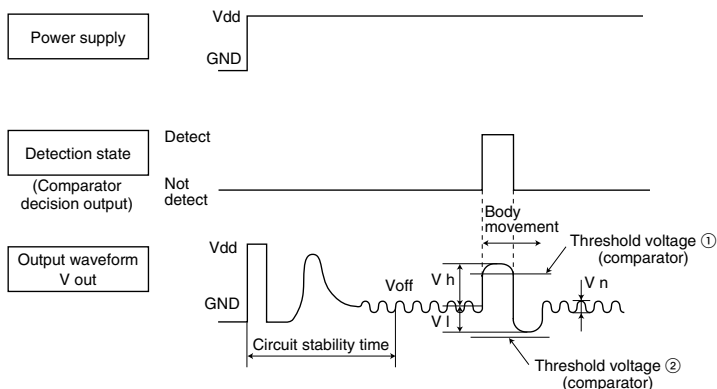 Power supply
Vdd
GND
Detection state
(Comparator
decision output)
Detect
Not
detect
Body
movement
Output waveform
V out
Vdd
GND
Voff
V h
V l
V n
Threshold voltage ①
(comparator)
Circuit stability time
Threshold voltage ②
(comparator)